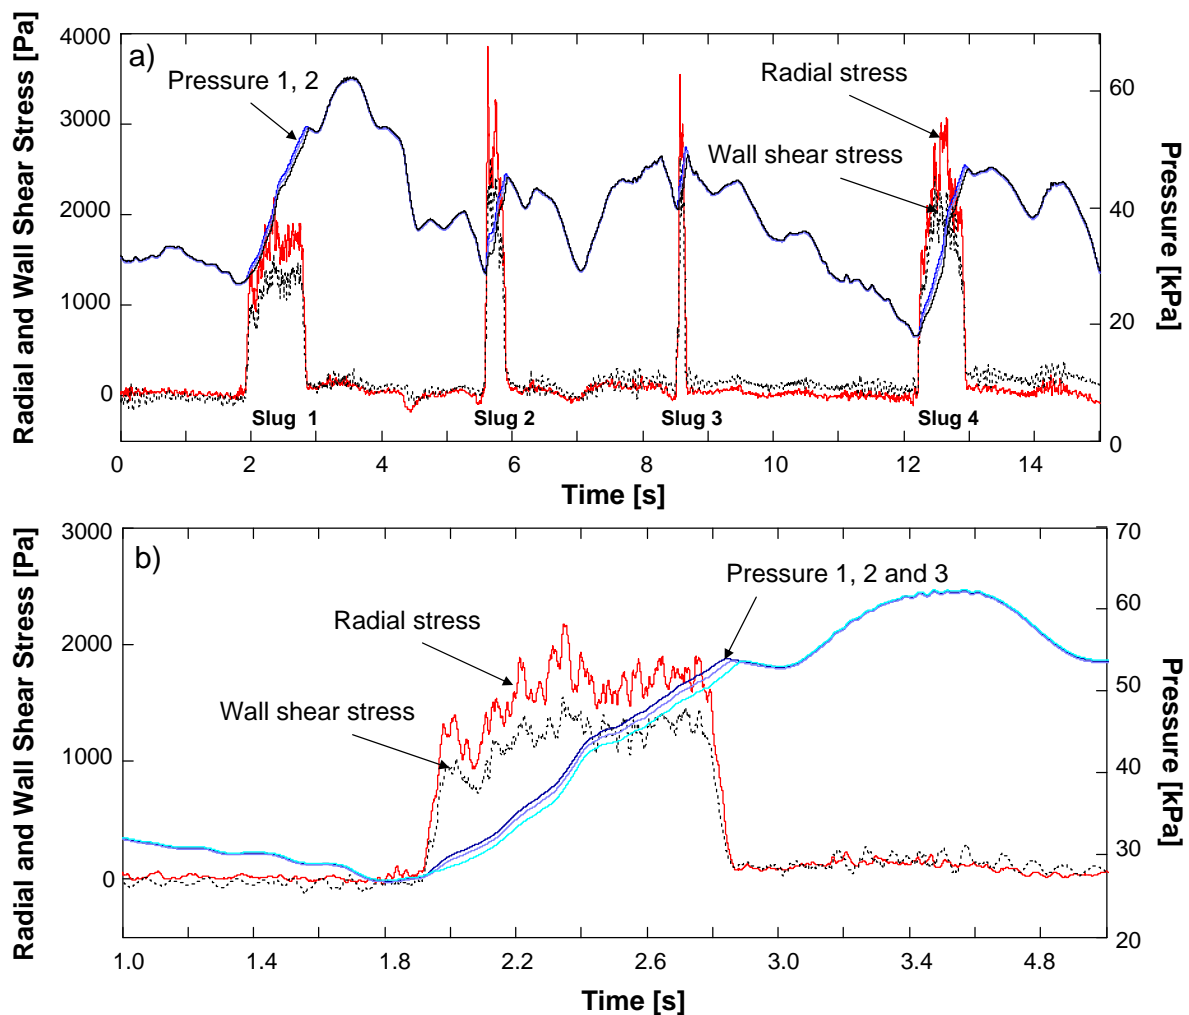 a)
Radial and Wall Shear Stress [Pa]
4000
3000
2000
1000
0
Pressure 1, 2
Radial stress
Wall shear stress
Slug 1
Slug 2
Slug 3
Slug 4
60
40
20
0
Pressure [kPa]
0 2 4 6 8 10 12 14
Time [s]
b)
Radial and Wall Shear Stress [Pa]
3000
2000
1000
0
Pressure 1, 2 and 3
Radial stress
Wall shear stress
70
60
50
40
30
20
Pressure [kPa]
1.0 1.4 1.8 2.2 2.6 3.0 3.4 4.8
Time [s]